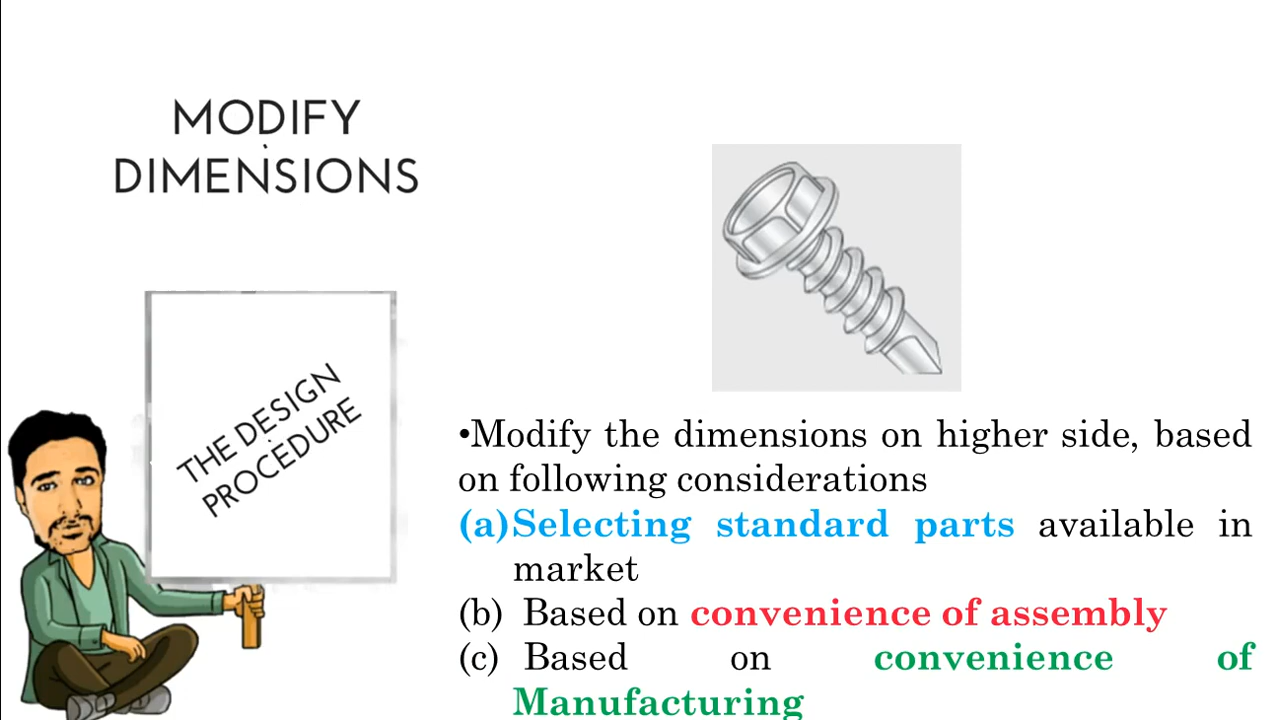 MODIFY
DIMENSIONS
THE DESIGN
PROCEDURE
•Modify the dimensions on higher side, based
on following considerations
(a)Selecting standard parts available in
market
(b) Based on convenience of assembly
(c) Based on convenience of
Manufacturing